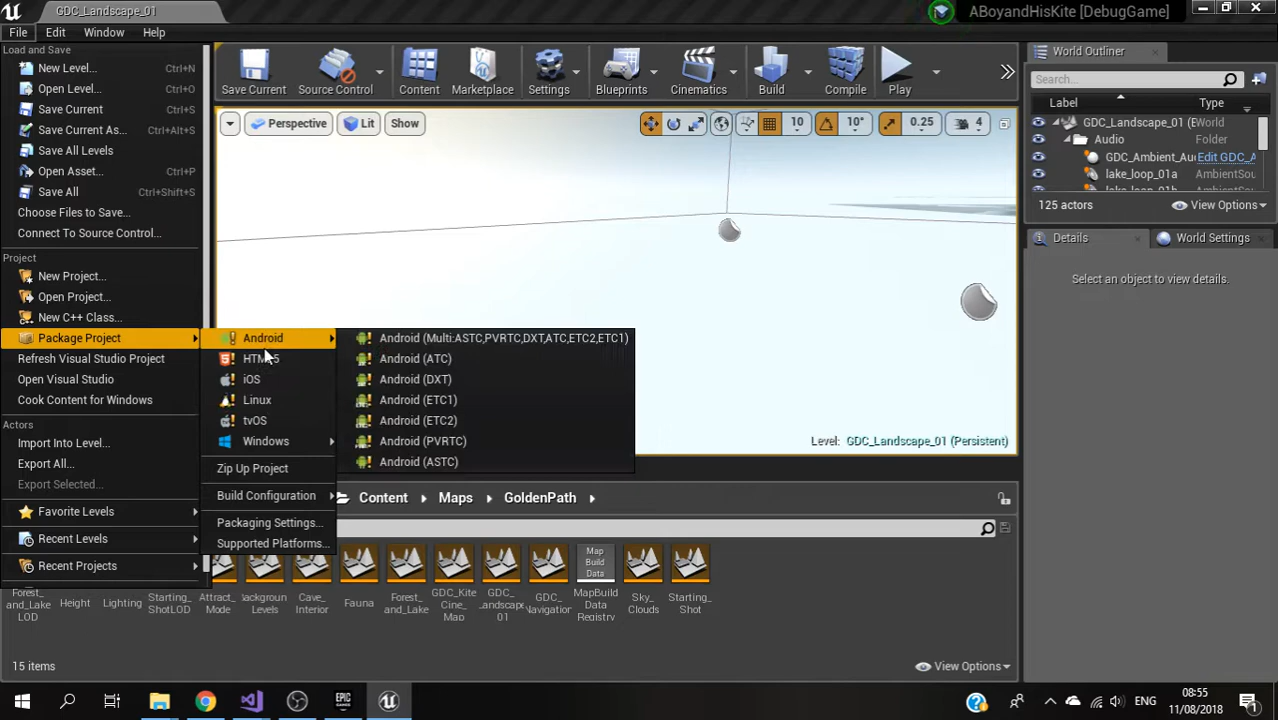 GDC_Landscape_01
ABoyandHisKite [DebugGame]
File Edit Window Help
Load and Save
New Level... Ctrl+N
Open Level... Ctrl+O
Save Current Ctrl+S
Save Current As... Ctrl+Alt+S
Save All Levels
Open Asset... Ctrl+P
Save All Ctrl+Shift+S
Choose Files to Save...
Connect To Source Control...
Project
New Project...
Open Project...
New C++ Class...
Package Project
Refresh Visual Studio Project
Open Visual Studio
Cook Content for Windows
Actors
Import Into Level...
Export All...
Export Selected...
Favorite Levels
Recent Levels
Recent Projects
Android
HTML5
iOS
Linux
tvOS
Windows
Zip Up Project
Build Configuration
Packaging Settings...
Supported Platforms...
Android (Multi:ASTC,PVRTC,DXT,ATC,ETC2,ETC1)
Android (ATC)
Android (DXT)
Android (ETC1)
Android (ETC2)
Android (PVRTC)
Android (ASTC)
Save Current Source Control Content Marketplace Settings Blueprints Cinematics Build Compile Play
Perspective Lit Show 10 10° 0.25 4
Level: GDC_Landscape_01 (Persistent)
World Outliner
Search...
Label Type
GDC_Landscape_01 (E World
Audio Folder
GDC_Ambient_Au Edit GDC_A
lake_loop_01a AmbientSou
lake_loop_01b AmbientSou
125 actors View Options
Details World Settings
Select an object to view details.
Content Maps GoldenPath
Forest_
and_Lake
LOD
Height
Lighting
Starting_
ShotLOD
Attract_
Mode
Backgroun
Levels
Cave_
Interior
Fauna
Forest_
and_Lake
GDC_Kite
Cine_
Map
GDC_
Landscape_
01
GDC_
Navigation
Map
Build
Data
MapBuild
Data
Registry
Sky_
Clouds
Starting_
Shot
15 items View Options
EPIC
GAMES
ENG
08:55
11/08/2018
1